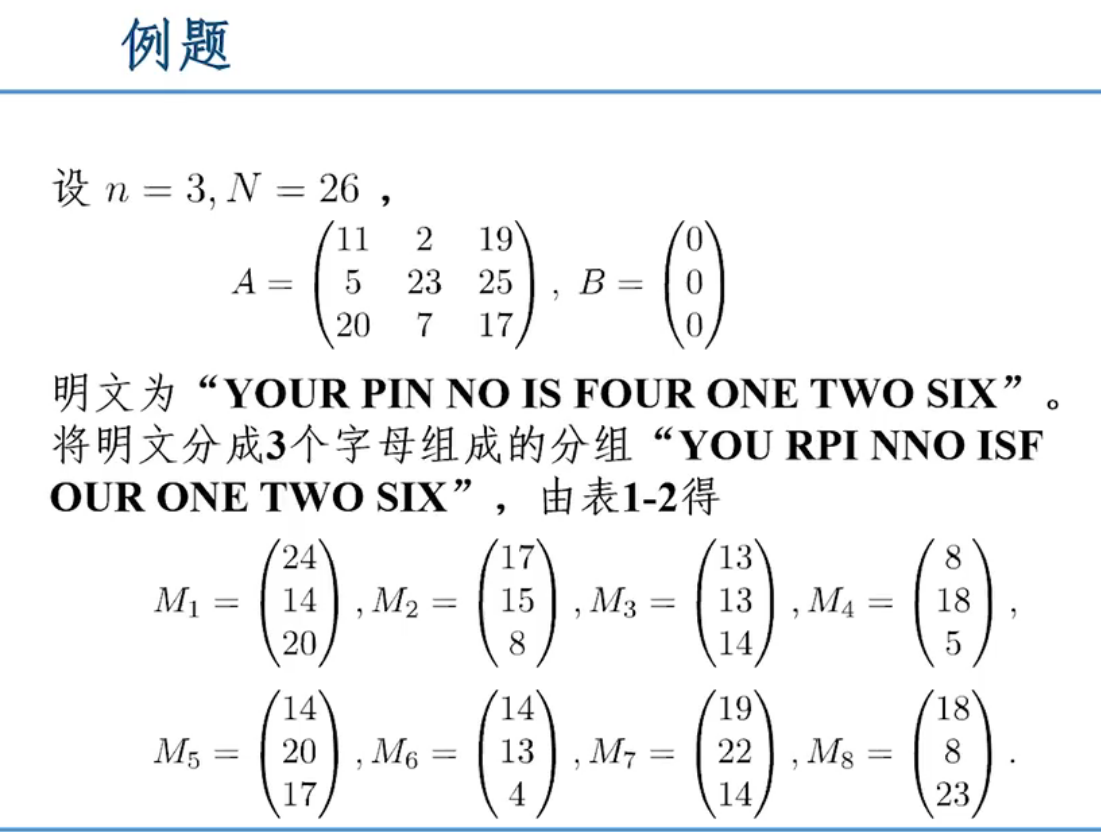 例题
设 n = 3, N = 26 ，
A = \begin{pmatrix} 11 & 2 & 19 \\ 5 & 23 & 25 \\ 20 & 7 & 17 \end{pmatrix}, B = \begin{pmatrix} 0 \\ 0 \\ 0 \end{pmatrix}
明文为“YOUR PIN NO IS FOUR ONE TWO SIX”。
将明文分成3个字母组成的分组“YOU RPI NNO ISF
OUR ONE TWO SIX”，由表1-2得
M_1 = \begin{pmatrix} 24 \\ 14 \\ 20 \end{pmatrix}, M_2 = \begin{pmatrix} 17 \\ 15 \\ 8 \end{pmatrix}, M_3 = \begin{pmatrix} 13 \\ 13 \\ 14 \end{pmatrix}, M_4 = \begin{pmatrix} 8 \\ 18 \\ 5 \end{pmatrix},
M_5 = \begin{pmatrix} 14 \\ 20 \\ 17 \end{pmatrix}, M_6 = \begin{pmatrix} 14 \\ 13 \\ 4 \end{pmatrix}, M_7 = \begin{pmatrix} 19 \\ 22 \\ 14 \end{pmatrix}, M_8 = \begin{pmatrix} 18 \\ 8 \\ 23 \end{pmatrix}.